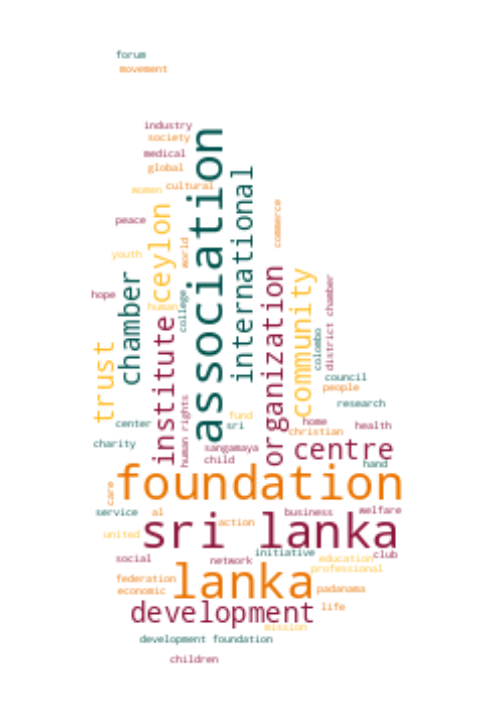 forum
movement
industry
society
medical
global
women
cultural
association
international
peace
ceylon
commerce
youth
world
hope
human
college
chamber
institute
organization
community
colombo
district chamber
trust
council
people
research
human rights
fund
sri
center
home
christian
health
charity
sangamaya
child
centre
hand
foundation
care
service
al
business
welfare
action
sri lanka
united
initiative
club
social
network
education
professional
federation
economic
lanka
padanama
development
life
mission
development foundation
children